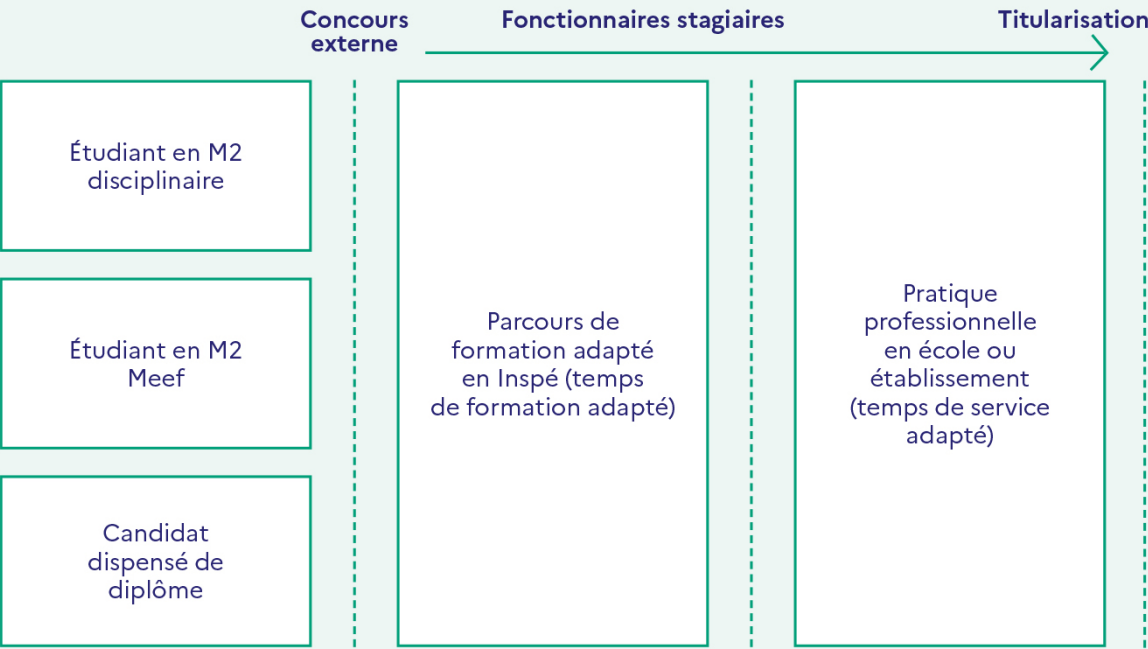 Concours
externe
Fonctionnaires stagiaires
Titularisation
Étudiant en M2
disciplinaire
Étudiant en M2
Meef
Candidat
dispensé de
diplôme
Parcours de
formation adapté
en Inspé (temps
de formation adapté)
Pratique
professionnelle
en école ou
établissement
(temps de service
adapté)